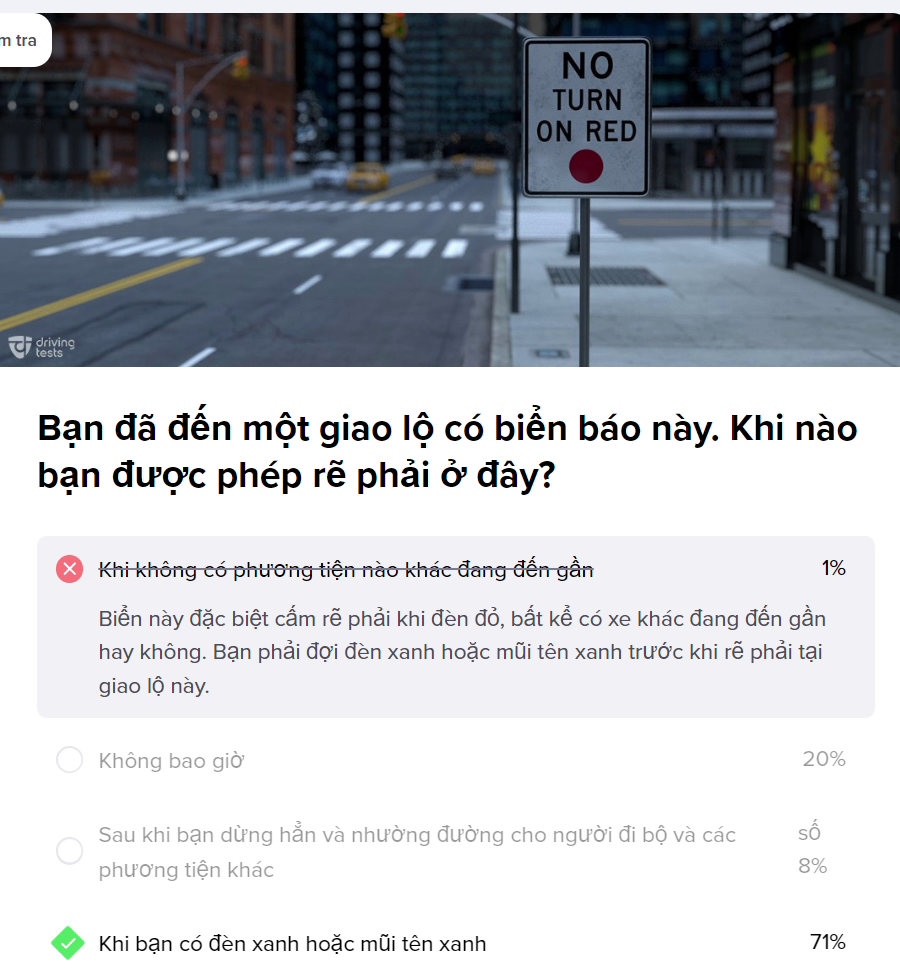 m tra
NO
TURN
ON RED
driving
tests
Bạn đã đến một giao lộ có biển báo này. Khi nào
bạn được phép rẽ phải ở đây?
Khi không có phương tiện nào khác đang đến gần 1%
Biển này đặc biệt cấm rẽ phải khi đèn đỏ, bất kể có xe khác đang đến gần
hay không. Bạn phải đợi đèn xanh hoặc mũi tên xanh trước khi rẽ phải tại
giao lộ này.
Không bao giờ 20%
Sau khi bạn dừng hẳn và nhường đường cho người đi bộ và các số
phương tiện khác 8%
Khi bạn có đèn xanh hoặc mũi tên xanh 71%